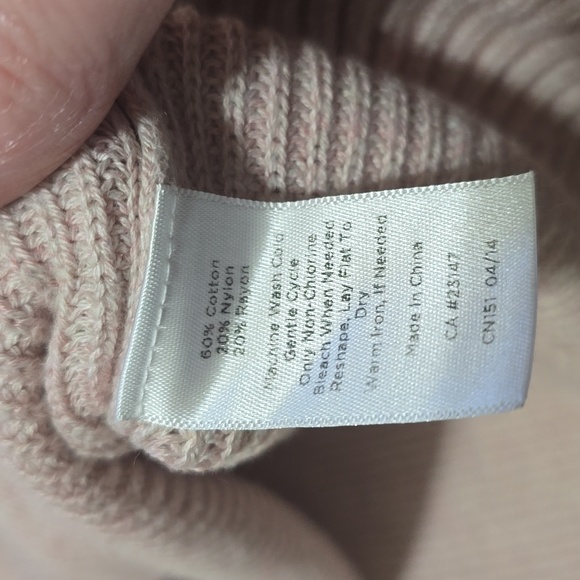 60% Cotton
20% Nylon
20% Rayon
Machine Wash Cold
Gentle Cycle
Only Non-Chlorine
Bleach When Needed
Reshape, Lay Flat To
Dry
Warm Iron, If Needed
Made In China
CA #23147
CN151 04/14